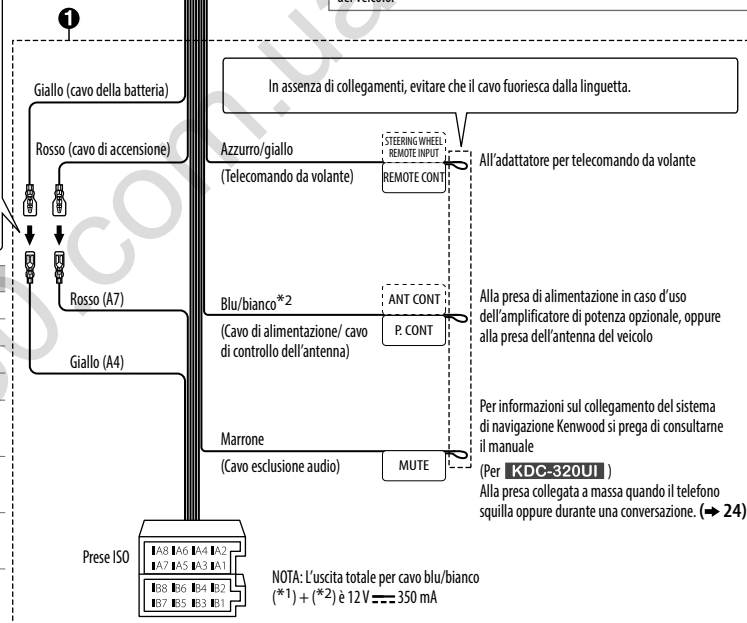 del veicolo.
1
Giallo (cavo della batteria)
In assenza di collegamenti, evitare che il cavo fuoriesca dalla linguetta.
Rosso (cavo di accensione)
Azzurro/giallo
(Telecomando da volante)
STEERING WHEEL
REMOTE INPUT
REMOTE CONT
All'adattatore per telecomando da volante
Rosso (A7)
Giallo (A4)
Blu/bianco*2
(Cavo di alimentazione/ cavo
di controllo dell'antenna)
ANT CONT
P. CONT
Alla presa di alimentazione in caso d'uso
dell'amplificatore di potenza opzionale, oppure
alla presa dell'antenna del veicolo
Marrone
(Cavo esclusione audio)
MUTE
Per informazioni sul collegamento del sistema
di navigazione Kenwood si prega di consultarne
il manuale
(Per KDC-320UI )
Alla presa collegata a massa quando il telefono
squilla oppure durante una conversazione. (➜ 24)
Prese ISO
A8 A6 A4 A2
A7 A5 A3 A1
B8 B6 B4 B2
B7 B5 B3 B1
NOTA: L'uscita totale per cavo blu/bianco
(*1) + (*2) è 12 V ⎓ 350 mA
.com.ua